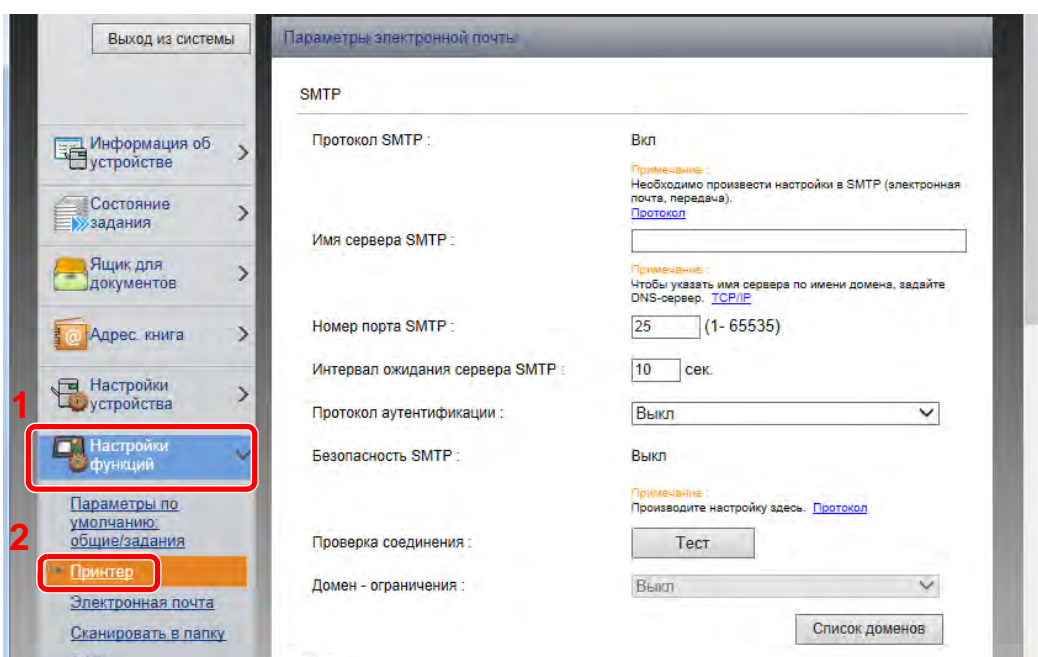 Выход из системы
Параметры электронной почты
SMTP
Информация об
устройстве
Состояние
задания
Ящик для
документов
Адрес. книга
Настройки
устройства
1
Настройки
функций
Параметры по
умолчанию:
общие/задания
2
Принтер
Электронная почта
Сканировать в папку
Протокол SMTP : Вкл
Примечание :
Необходимо произвести настройки в SMTP (электронная
почта, передача).
Протокол
Имя сервера SMTP :
Примечание :
Чтобы указать имя сервера по имени домена, задайте
DNS-сервер. TCP/IP
Номер порта SMTP : 25 (1- 65535)
Интервал ожидания сервера SMTP : 10 сек.
Протокол аутентификации : Выкл
Безопасность SMTP : Выкл
Примечание :
Производите настройку здесь. Протокол
Проверка соединения : Тест
Домен - ограничения : Выкл
Список доменов